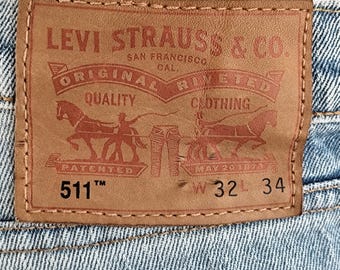 LEVI STRAUSS & CO.
SAN FRANCISCO
CAL.
ORIGINAL RIVETED
QUALITY CLOTHING
PATENTED MAY 20 1873
511™ W 32 L 34